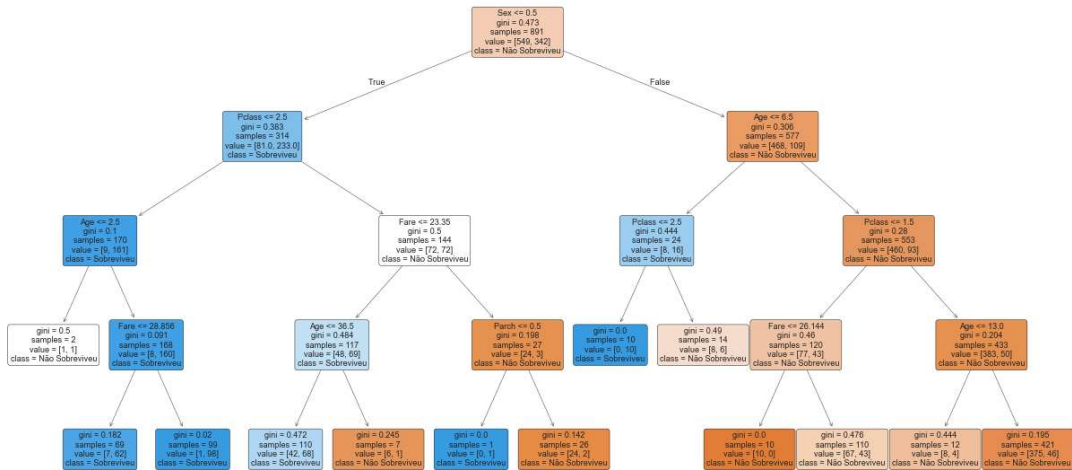 Sex <= 0.5
gini = 0.473
samples = 891
value = [549, 342]
class = Não Sobreviveu
True
False
Pclass <= 2.5
gini = 0.383
samples = 314
value = [81.0, 233.0]
class = Sobreviveu
Age <= 6.5
gini = 0.306
samples = 577
value = [468, 109]
class = Não Sobreviveu
Age <= 2.5
gini = 0.1
samples = 170
value = [9, 161]
class = Sobreviveu
Fare <= 23.35
gini = 0.5
samples = 144
value = [72, 72]
class = Não Sobreviveu
Pclass <= 2.5
gini = 0.444
samples = 24
value = [8, 16]
class = Sobreviveu
Pclass <= 1.5
gini = 0.28
samples = 553
value = [460, 93]
class = Não Sobreviveu
gini = 0.5
samples = 2
value = [1, 1]
class = Não Sobreviveu
Fare <= 28.856
gini = 0.091
samples = 168
value = [8, 160]
class = Sobreviveu
Age <= 36.5
gini = 0.484
samples = 117
value = [48, 69]
class = Sobreviveu
Parch <= 0.5
gini = 0.198
samples = 27
value = [24, 3]
class = Não Sobreviveu
gini = 0.0
samples = 10
value = [0, 10]
class = Sobreviveu
gini = 0.49
samples = 14
value = [8, 6]
class = Não Sobreviveu
Fare <= 26.144
gini = 0.46
samples = 120
value = [77, 43]
class = Não Sobreviveu
Age <= 13.0
gini = 0.204
samples = 433
value = [383, 50]
class = Não Sobreviveu
gini = 0.182
samples = 69
value = [7, 62]
class = Sobreviveu
gini = 0.02
samples = 99
value = [1, 98]
class = Sobreviveu
gini = 0.472
samples = 110
value = [42, 68]
class = Sobreviveu
gini = 0.245
samples = 7
value = [6, 1]
class = Não Sobreviveu
gini = 0.0
samples = 1
value = [0, 1]
class = Sobreviveu
gini = 0.142
samples = 26
value = [24, 2]
class = Não Sobreviveu
gini = 0.0
samples = 10
value = [10, 0]
class = Não Sobreviveu
gini = 0.476
samples = 110
value = [67, 43]
class = Não Sobreviveu
gini = 0.444
samples = 12
value = [8, 4]
class = Não Sobreviveu
gini = 0.195
samples = 421
value = [375, 46]
class = Não Sobreviveu